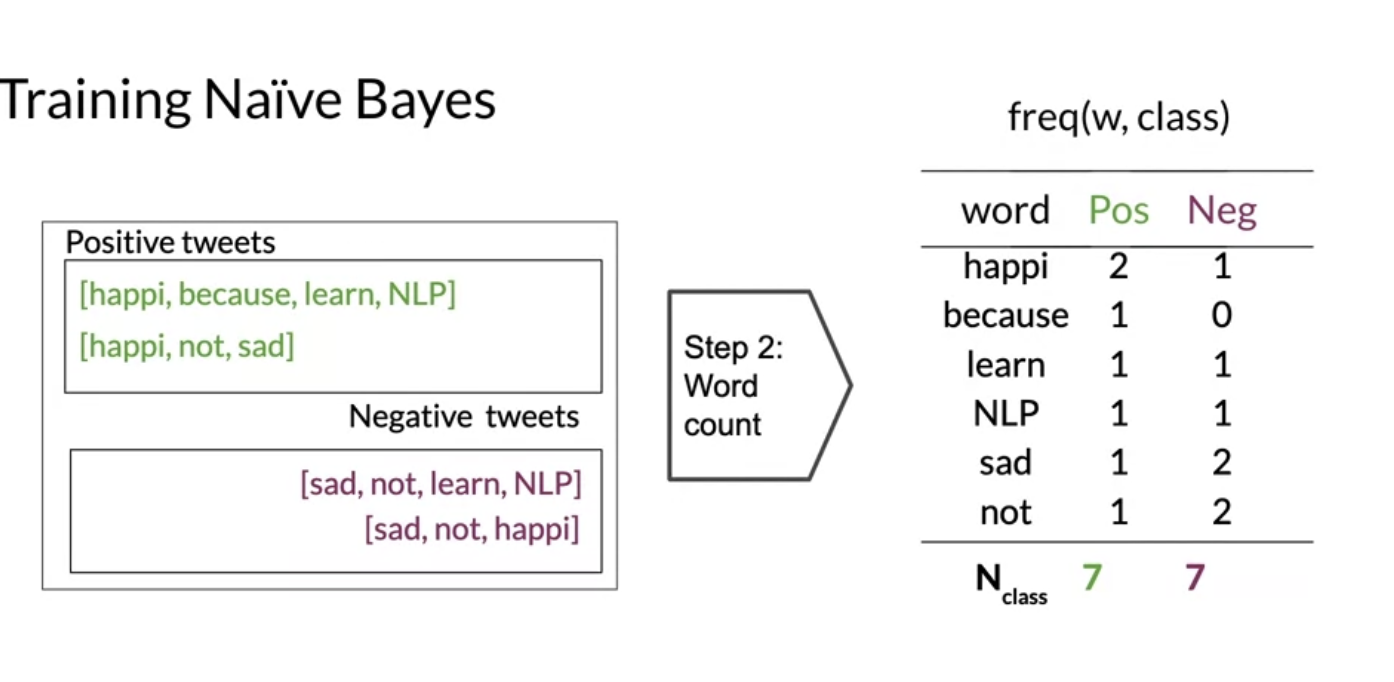 Training Naïve Bayes
Positive tweets
[happi, because, learn, NLP]
[happi, not, sad]
Negative tweets
[sad, not, learn, NLP]
[sad, not, happi]
Step 2:
Word
count
freq(w, class)
word Pos Neg
happi 2 1
because 1 0
learn 1 1
NLP 1 1
sad 1 2
not 1 2
Nclass 7 7